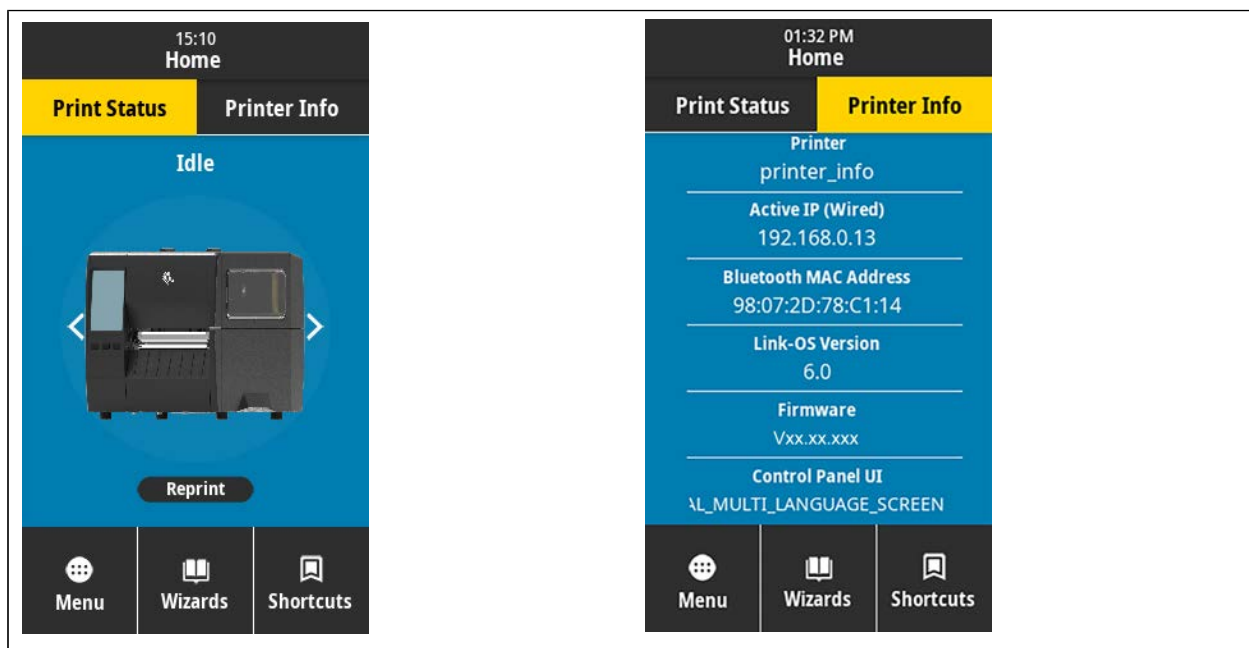 15:10
Home
Print Status
Printer Info
Idle
Reprint
Menu
Wizards
Shortcuts
01:32 PM
Home
Print Status
Printer Info
Printer
printer_info
Active IP (Wired)
192.168.0.13
Bluetooth MAC Address
98:07:2D:78:C1:14
Link-OS Version
6.0
Firmware
Vxx.xx.xxx
Control Panel UI
AL_MULTI_LANGUAGE_SCREEN
Menu
Wizards
Shortcuts